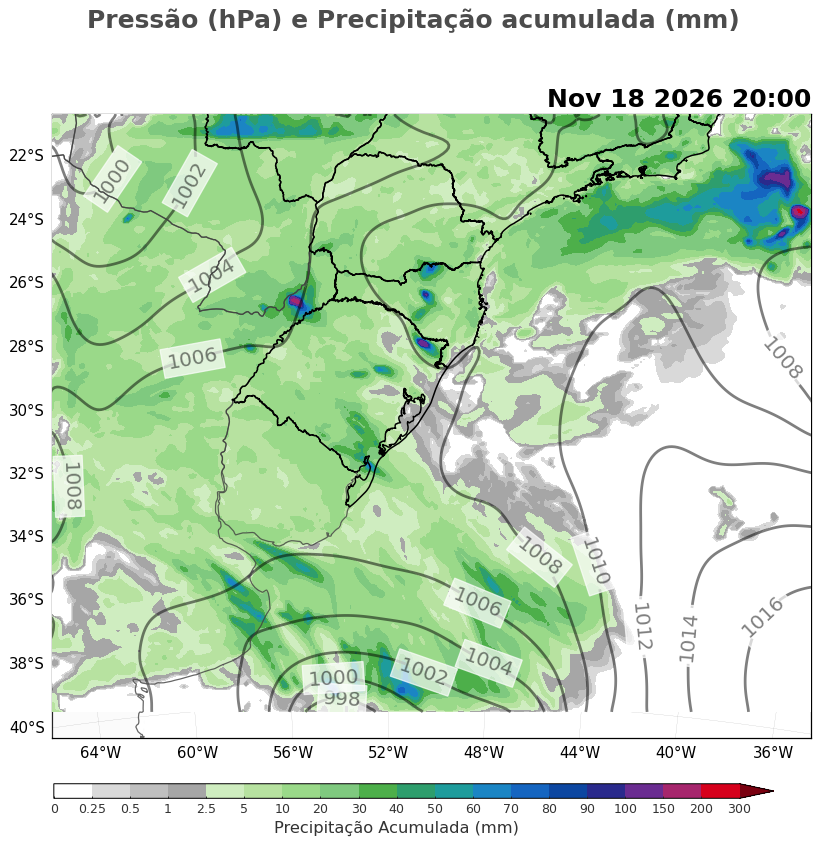 Pressão (hPa) e Precipitação acumulada (mm)
Nov 18 2026 20:00
22°S
24°S
26°S
28°S
30°S
32°S
34°S
36°S
38°S
40°S
1000
1002
1004
1006
1008
1008
1008
1010
1006
1004
1002
1000
998
1012
1014
1016
64°W 60°W 56°W 52°W 48°W 44°W 40°W 36°W
0 0.25 0.5 1 2.5 5 10 20 30 40 50 60 70 80 90 100 150 200 300
Precipitação Acumulada (mm)